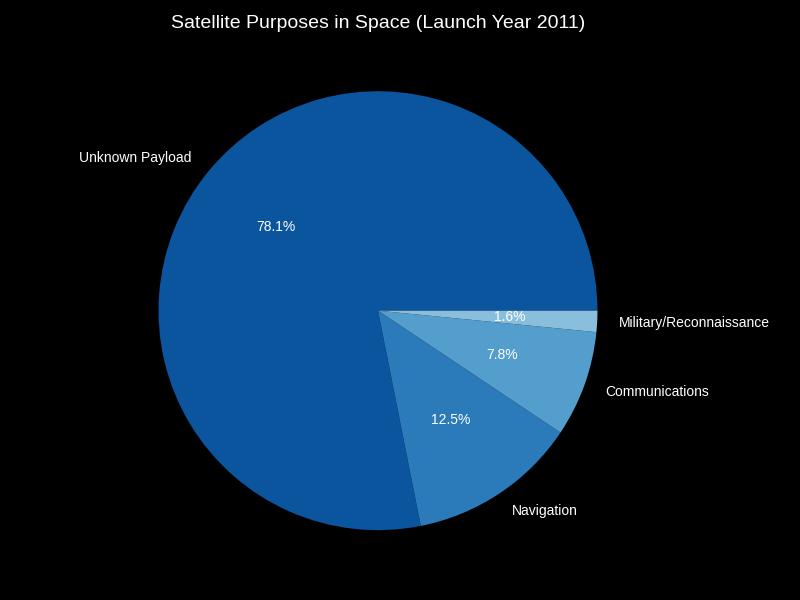 Satellite Purposes in Space (Launch Year 2011)
Unknown Payload
78.1%
1.6%
Military/Reconnaissance
7.8%
Communications
12.5%
Navigation